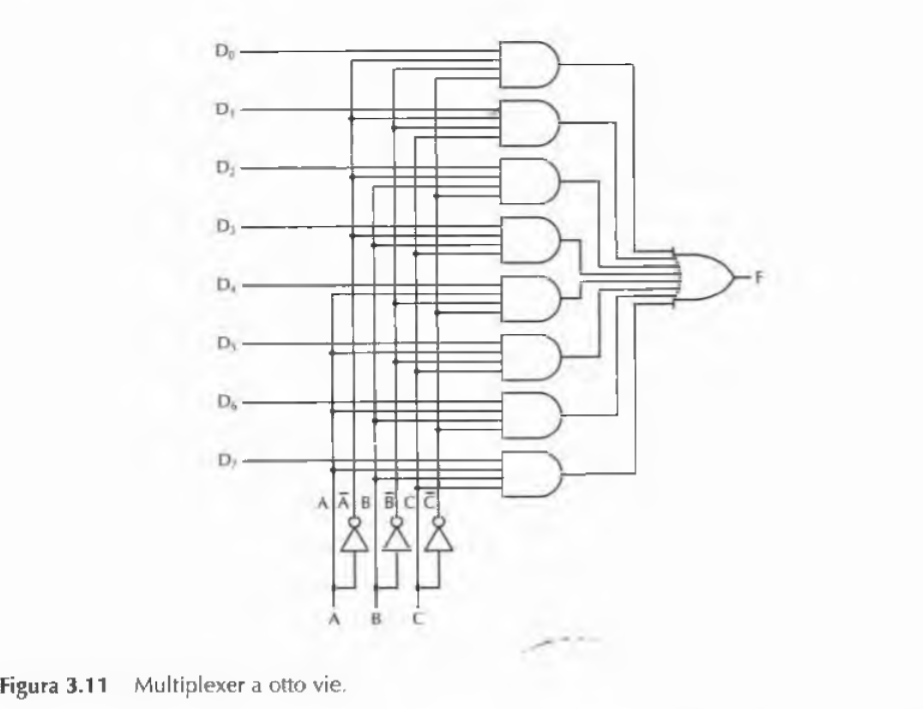 D₀
D₁
D₂
D₃
D₄
D₅
D₆
D₇
F
A A̅ B B̅ C C̅
A B C
Figura 3.11 Multiplexer a otto vie.